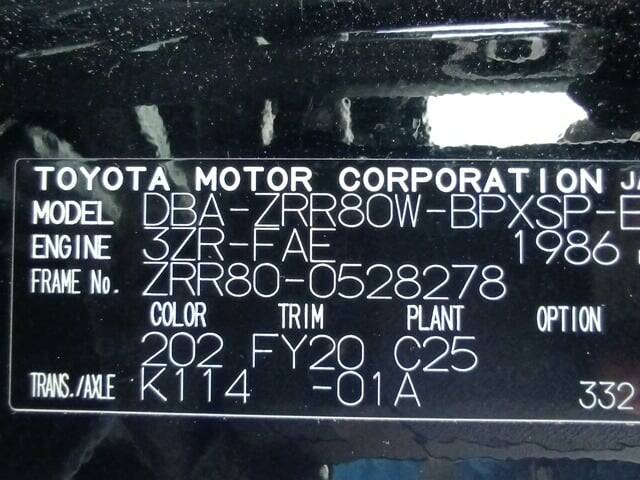 TOYOTA MOTOR CORPORATION JA
MODEL DBA-ZRR80W-BPXSP-E
ENGINE 3ZR-FAE 1986
FRAME No. ZRR80-0528278
COLOR TRIM PLANT OPTION
202 FY20 C25
TRANS./AXLE K114 -01A 332